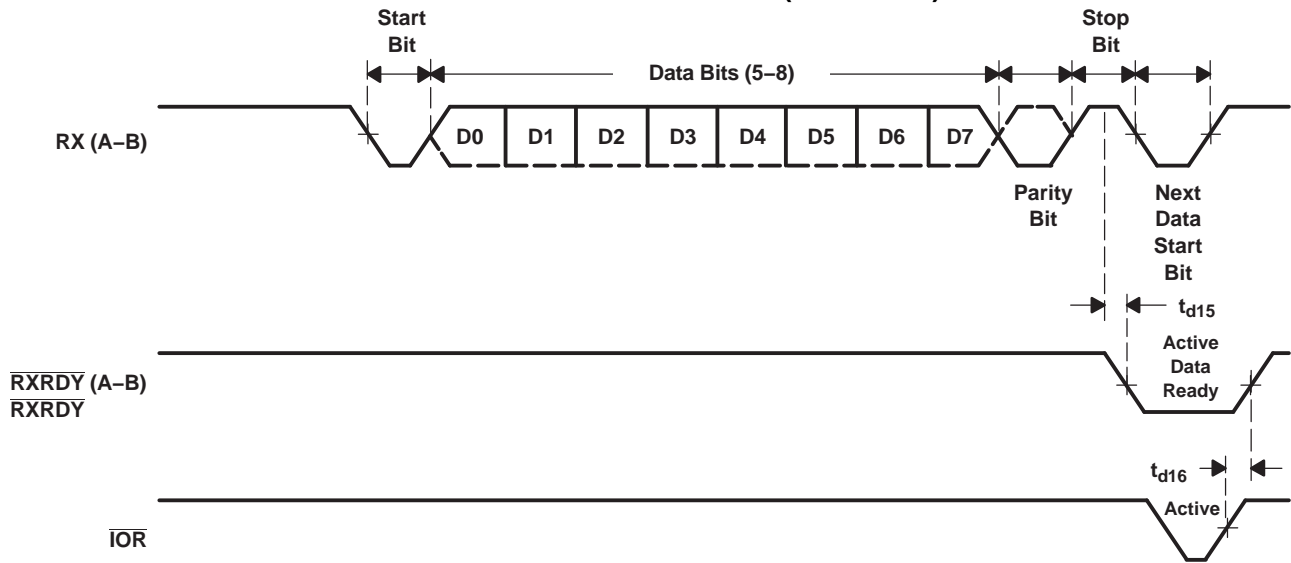 Start
Bit
Data Bits (5–8)
Stop
Bit
RX (A–B)
D0 D1 D2 D3 D4 D5 D6 D7
Parity
Bit
Next
Data
Start
Bit
td15
RXRDY (A–B)
RXRDY
Active
Data
Ready
td16
IOR
Active